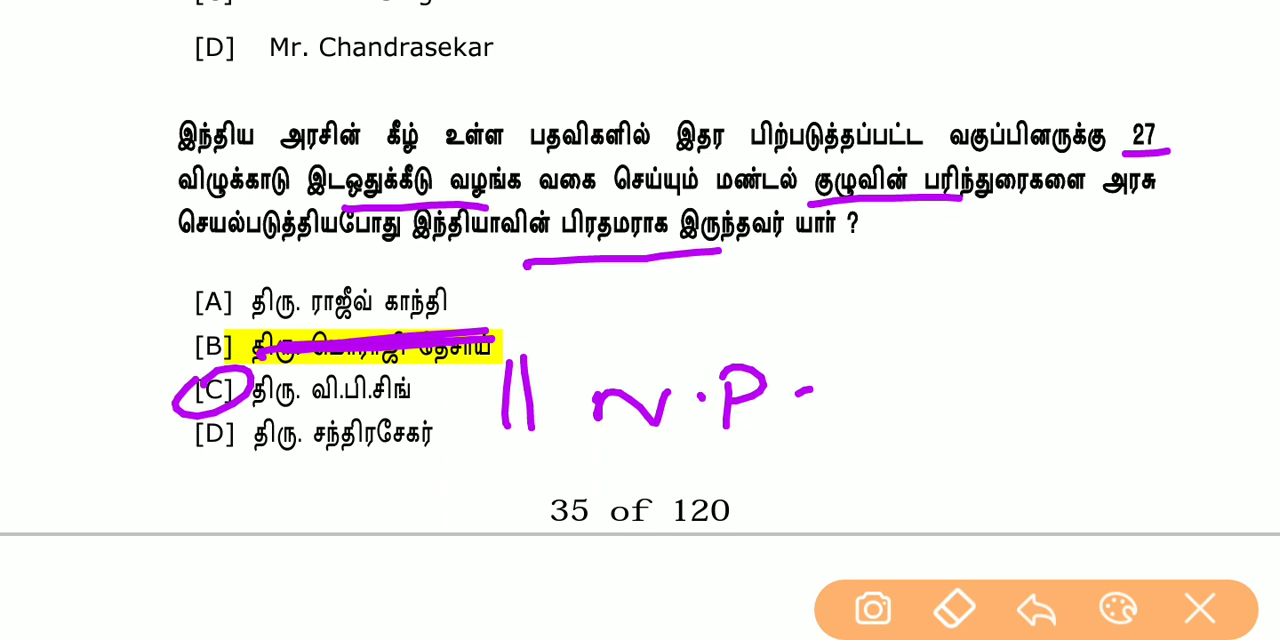 [D] Mr. Chandrasekar
இந்திய அரசின் கீழ் உள்ள பதவிகளில் இதர பிற்படுத்தப்பட்ட வகுப்பினருக்கு 27
விழுக்காடு இடஒதுக்கீடு வழங்க வகை செய்யும் மண்டல் குழுவின் பரிந்துரைகளை அரசு
செயல்படுத்தியபோது இந்தியாவின் பிரதமராக இருந்தவர் யார் ?
[A] திரு. ராஜீவ் காந்தி
[B] திரு. மொரார்ஜி தேசாய்
[C] திரு. வி.பி.சிங்
[D] திரு. சந்திரசேகர்
35 of 120